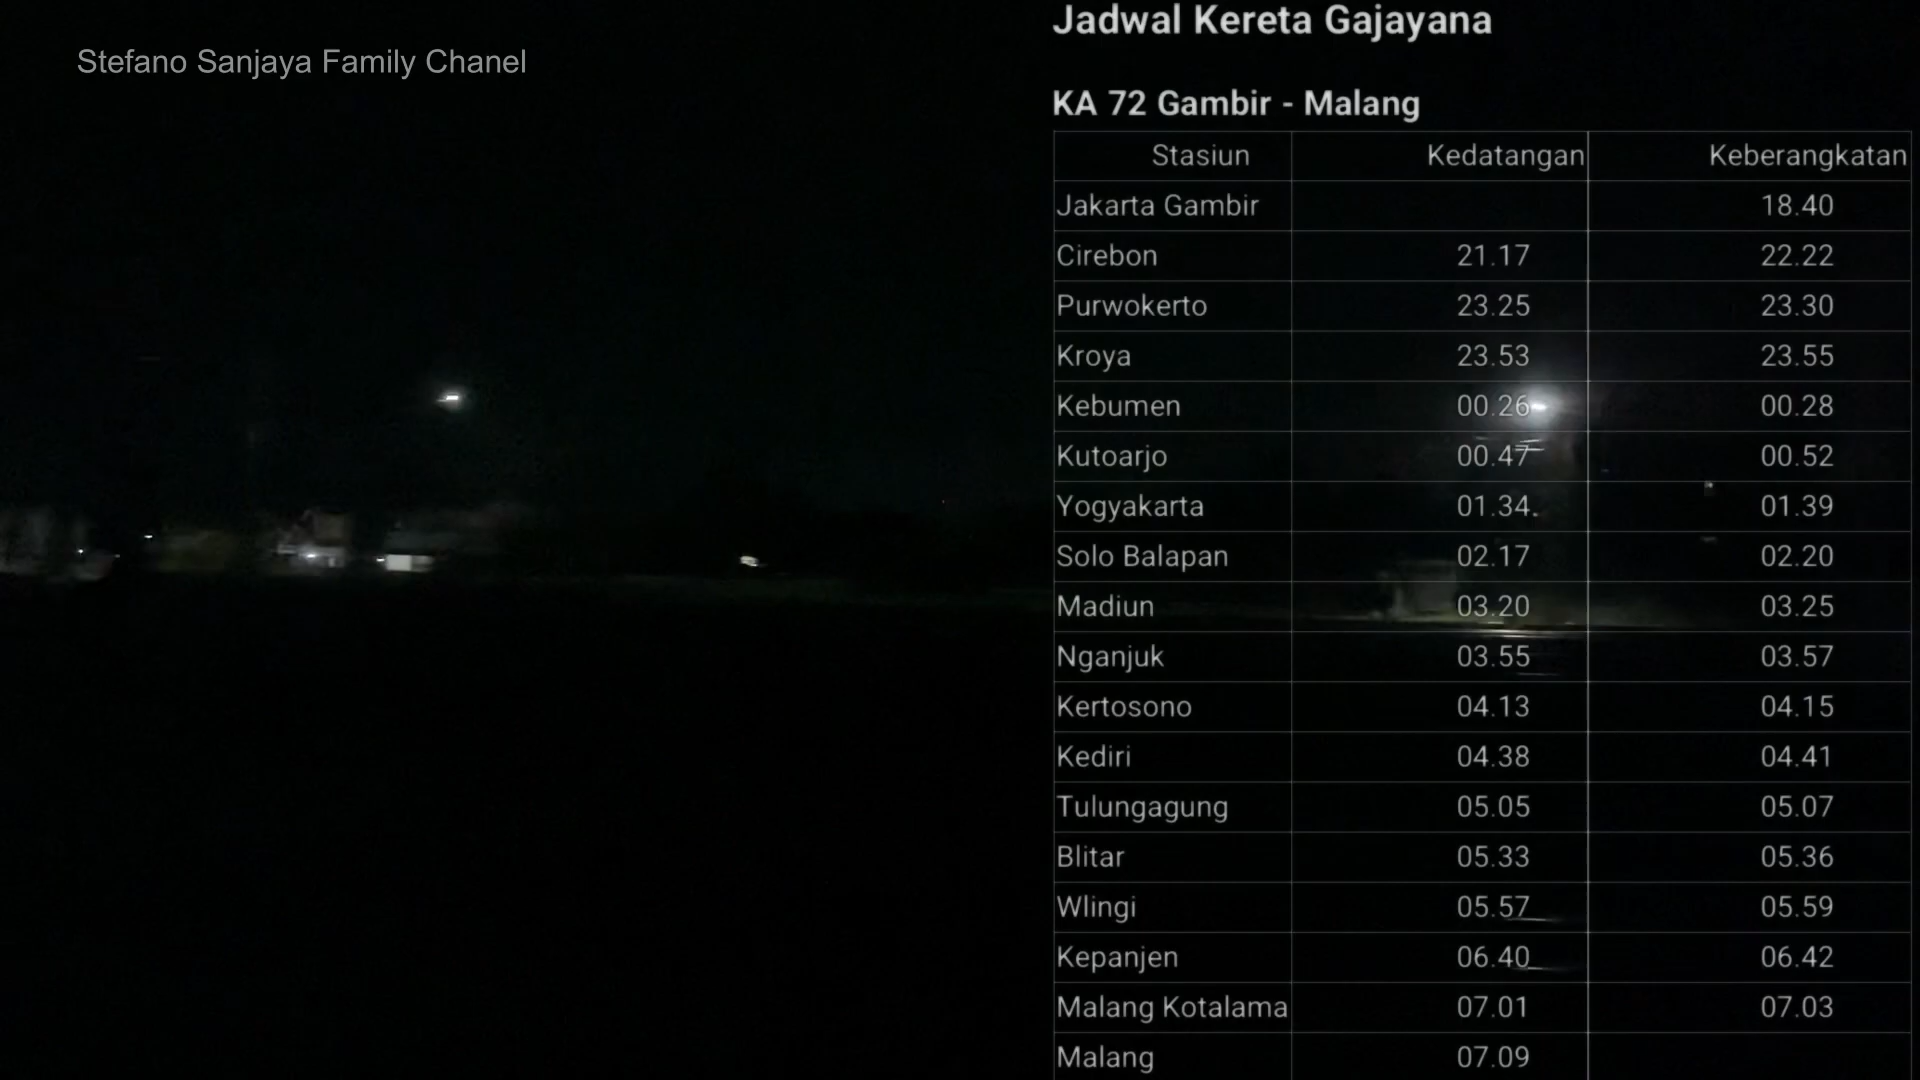 Stefano Sanjaya Family Chanel
Jadwal Kereta Gajayana
KA 72 Gambir - Malang
Stasiun Kedatangan Keberangkatan
Jakarta Gambir 18.40
Cirebon 21.17 22.22
Purwokerto 23.25 23.30
Kroya 23.53 23.55
Kebumen 00.26 00.28
Kutoarjo 00.47 00.52
Yogyakarta 01.34. 01.39
Solo Balapan 02.17 02.20
Madiun 03.20 03.25
Nganjuk 03.55 03.57
Kertosono 04.13 04.15
Kediri 04.38 04.41
Tulungagung 05.05 05.07
Blitar 05.33 05.36
Wlingi 05.57 05.59
Kepanjen 06.40 06.42
Malang Kotalama 07.01 07.03
Malang 07.09